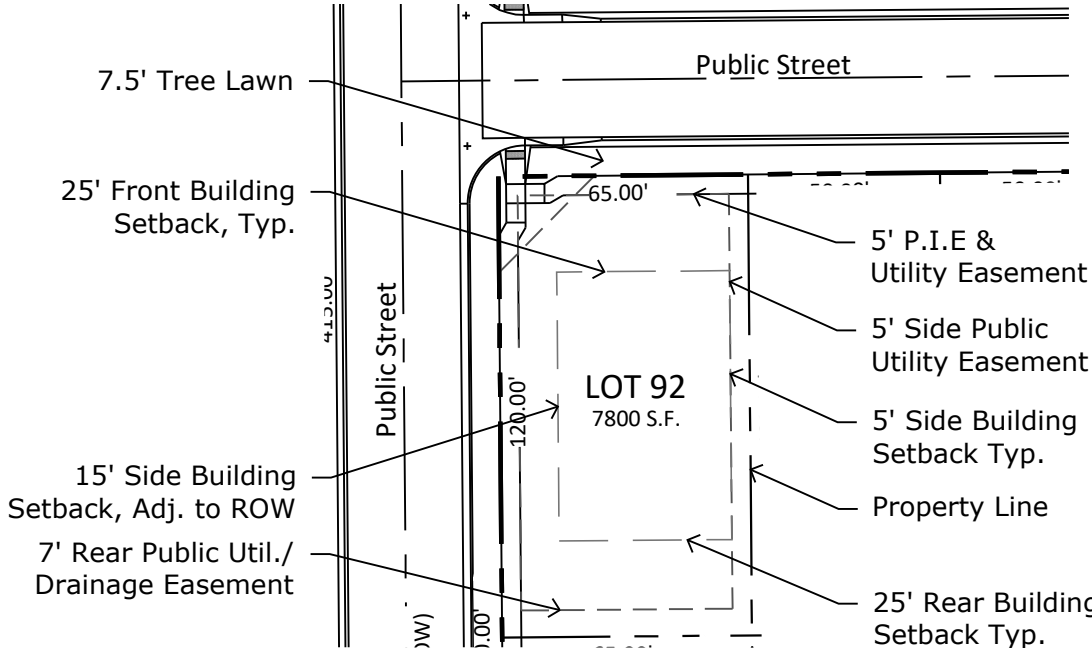 Public Street
7.5' Tree Lawn
25' Front Building
Setback, Typ.
65.00'
5' P.I.E &
Utility Easement
415.00
Public Street
5' Side Public
Utility Easement
LOT 92
7800 S.F.
120.00'
5' Side Building
Setback Typ.
15' Side Building
Setback, Adj. to ROW
Property Line
7' Rear Public Util./
Drainage Easement
25' Rear Building
Setback Typ.